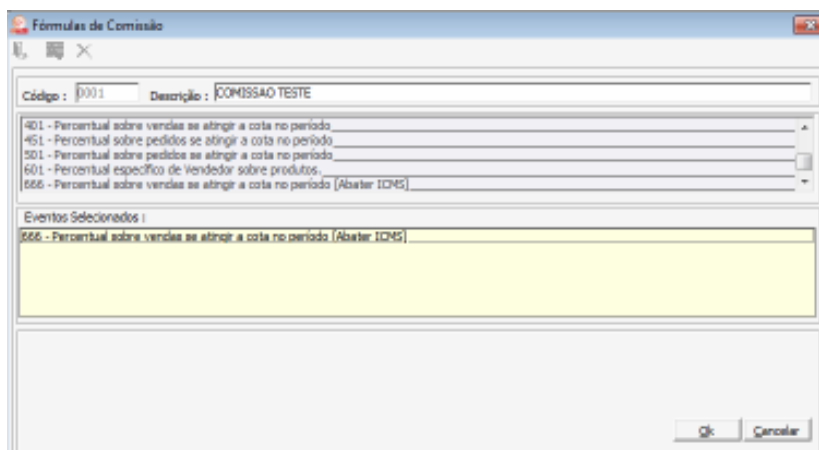 Fórmulas de Comissão
Código : 0001 Descrição : COMISSAO TESTE
401 - Percentual sobre vendas se atingir a cota no período
451 - Percentual sobre pedidos se atingir a cota no período
501 - Percentual sobre pedidos se atingir a cota no período
601 - Percentual específico de Vendedor sobre produtos.
666 - Percentual sobre vendas se atingir a cota no período [Abater ICMS]
Eventos Selecionados :
666 - Percentual sobre vendas se atingir a cota no período [Abater ICMS]
Ok Cancelar